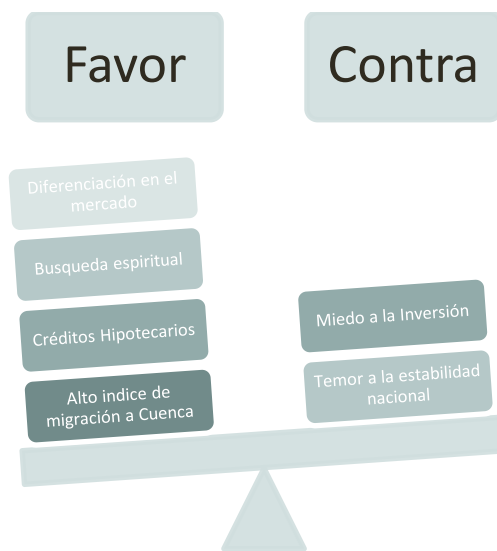 Favor
Contra
Diferenciación en el
mercado
Busqueda espiritual
Créditos Hipotecarios
Alto indice de
migración a Cuenca
Miedo a la Inversión
Temor a la estabilidad
nacional